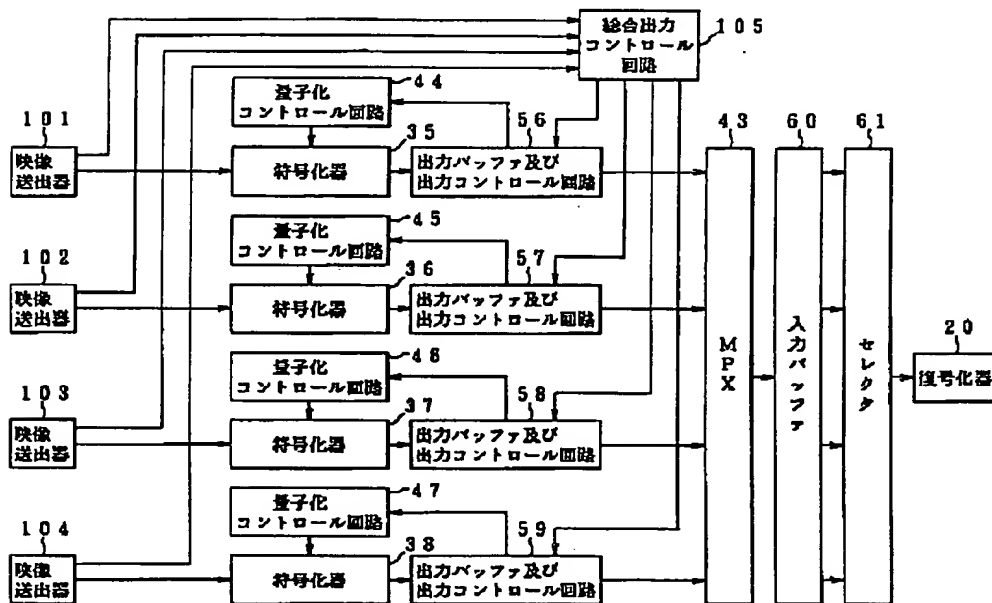 総合出力
コントロール
回路
105
量子化
コントロール回路
44
101
映像
送出器
35
符号化器
56
出力バッファ及び
出力コントロール回路
43
60
61
量子化
コントロール回路
45
102
映像
送出器
36
符号化器
57
出力バッファ及び
出力コントロール回路
MPX
入力バッファ
セレクタ
20
復号化器
量子化
コントロール回路
46
103
映像
送出器
37
符号化器
58
出力バッファ及び
出力コントロール回路
量子化
コントロール回路
47
104
映像
送出器
38
符号化器
59
出力バッファ及び
出力コントロール回路